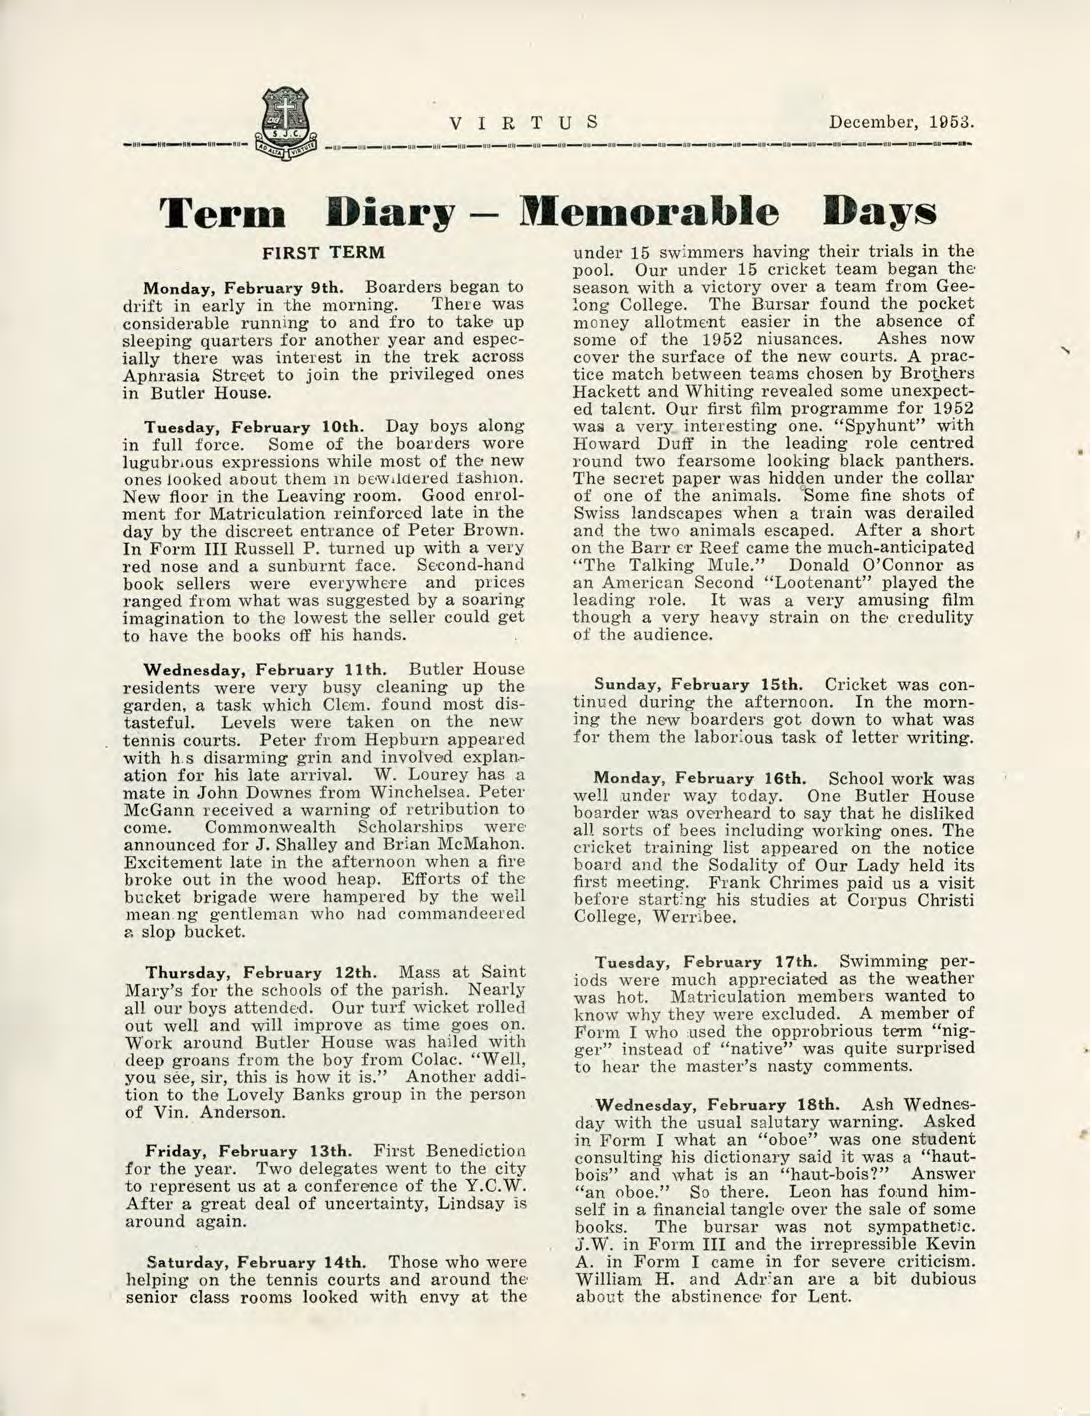 V I R T U S
December, 1953.
S.J.C.
AD ALTA VIRTUTE
Term Diary — Memorable Days
FIRST TERM
Monday, February 9th. Boarders began to
drift in early in the morning. There was
considerable running to and fro to take up
sleeping quarters for another year and espec-
ially there was interest in the trek across
Aphrasia Street to join the privileged ones
in Butler House.
Tuesday, February 10th. Day boys along
in full force. Some of the boarders wore
lugubrious expressions while most of the new
ones looked about them in bewildered fashion.
New floor in the Leaving room. Good enrol-
ment for Matriculation reinforced late in the
day by the discreet entrance of Peter Brown.
In Form III Russell P. turned up with a very
red nose and a sunburnt face. Second-hand
book sellers were everywhere and prices
ranged from what was suggested by a soaring
imagination to the lowest the seller could get
to have the books off his hands.
Wednesday, February 11th. Butler House
residents were very busy cleaning up the
garden, a task which Clem. found most dis-
tasteful. Levels were taken on the new
tennis courts. Peter from Hepburn appeared
with h.s disarming grin and involved explan-
ation for his late arrival. W. Lourey has a
mate in John Downes from Winchelsea. Peter
McGann received a warning of retribution to
come. Commonwealth Scholarships were
announced for J. Shalley and Brian McMahon.
Excitement late in the afternoon when a fire
broke out in the wood heap. Efforts of the
bucket brigade were hampered by the well
mean ng gentleman who had commandeered
a slop bucket.
Thursday, February 12th. Mass at Saint
Mary's for the schools of the parish. Nearly
all our boys attended. Our turf wicket rolled
out well and will improve as time goes on.
Work around Butler House was hailed with
deep groans from the boy from Colac. "Well,
you see, sir, this is how it is." Another addi-
tion to the Lovely Banks group in the person
of Vin. Anderson.
Friday, February 13th. First Benediction
for the year. Two delegates went to the city
to represent us at a conference of the Y.C.W.
After a great deal of uncertainty, Lindsay is
around again.
Saturday, February 14th. Those who were
helping on the tennis courts and around the
senior class rooms looked with envy at the
under 15 swimmers having their trials in the
pool. Our under 15 cricket team began the
season with a victory over a team from Gee-
long College. The Bursar found the pocket
money allotment easier in the absence of
some of the 1952 niusances. Ashes now
cover the surface of the new courts. A prac-
tice match between teams chosen by Brothers
Hackett and Whiting revealed some unexpect-
ed talent. Our first film programme for 1952
was a very interesting one. "Spyhunt" with
Howard Duff in the leading role centred
round two fearsome looking black panthers.
The secret paper was hidden under the collar
of one of the animals. Some fine shots of
Swiss landscapes when a train was derailed
and the two animals escaped. After a short
on the Barr er Reef came the much-anticipated
"The Talking Mule." Donald O'Connor as
an American Second "Lootenant" played the
leading role. It was a very amusing film
though a very heavy strain on the credulity
of the audience.
Sunday, February 15th. Cricket was con-
tinued during the afternoon. In the morn-
ing the new boarders got down to what was
for them the laborious task of letter writing.
Monday, February 16th. School work was
well under way today. One Butler House
boarder was overheard to say that he disliked
all sorts of bees including working ones. The
cricket training list appeared on the notice
board and the Sodality of Our Lady held its
first meeting. Frank Chrimes paid us a visit
before starting his studies at Corpus Christi
College, Werribee.
Tuesday, February 17th. Swimming per-
iods were much appreciated as the weather
was hot. Matriculation members wanted to
know why they were excluded. A member of
Form I who used the opprobrious term "nig-
ger" instead of "native" was quite surprised
to hear the master's nasty comments.
Wednesday, February 18th. Ash Wednes-
day with the usual salutary warning. Asked
in Form I what an "oboe" was one student
consulting his dictionary said it was a "haut-
bois" and what is an "haut-bois?" Answer
"an oboe." So there. Leon has found him-
self in a financial tangle over the sale of some
books. The bursar was not sympathetic.
J.W. in Form III and the irrepressible Kevin
A. in Form I came in for severe criticism.
William H. and Adrian are a bit dubious
about the abstinence for Lent.